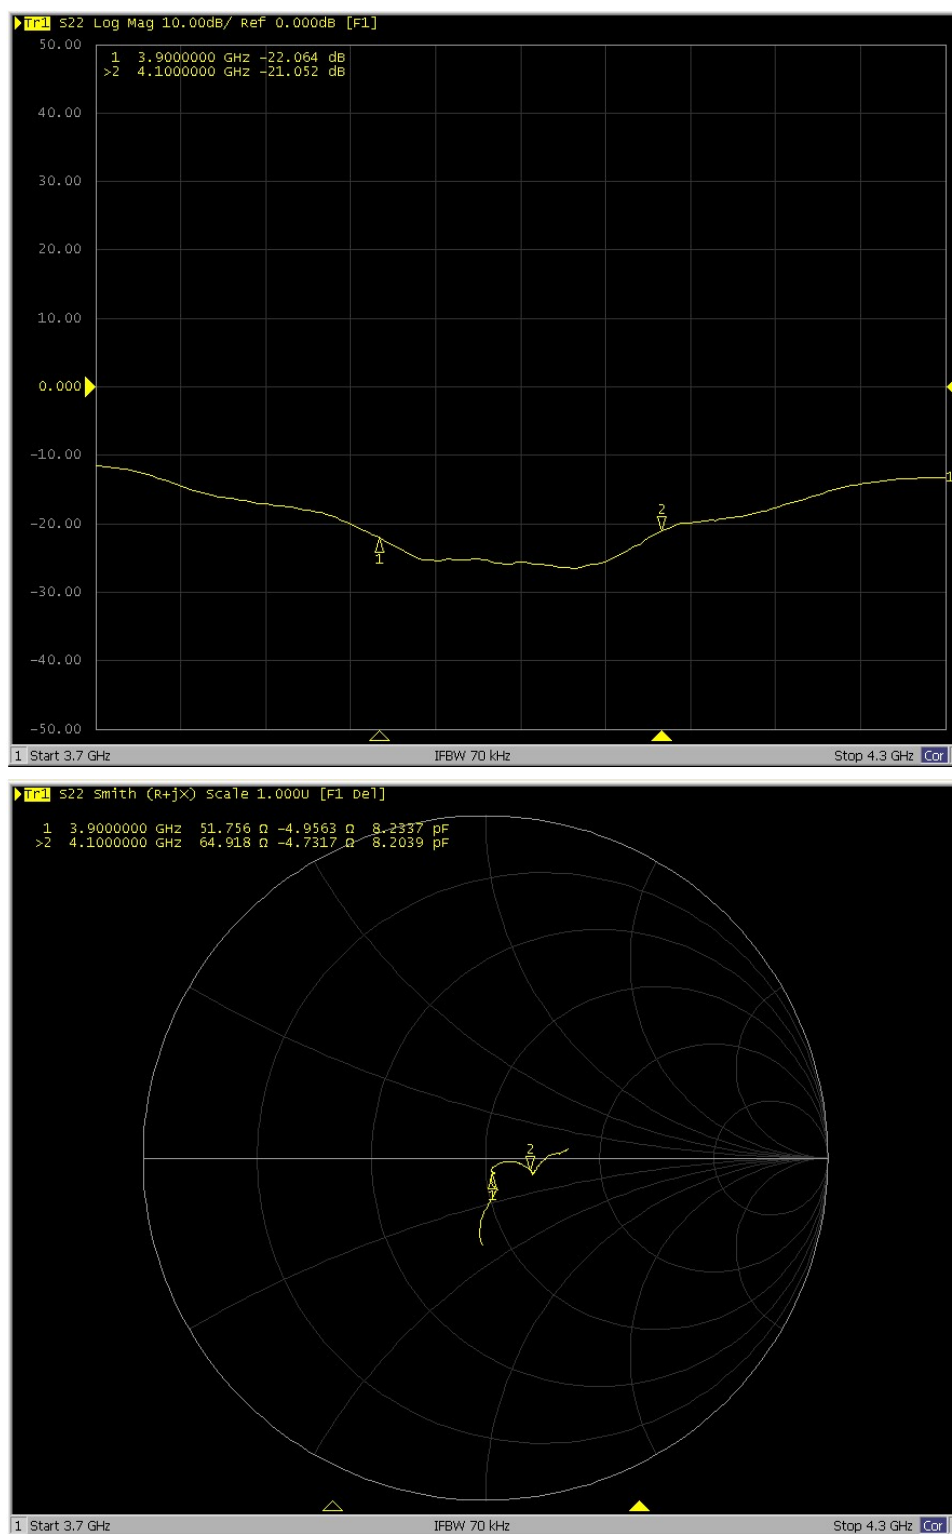 Tr1 S22 Log Mag 10.00dB/ Ref 0.000dB [F1]
50.00
1 3.9000000 GHz -22.064 dB
>2 4.1000000 GHz -21.052 dB
40.00
30.00
20.00
10.00
0.000
-10.00
1
2
-20.00
1
-30.00
-40.00
-50.00
1 Start 3.7 GHz IFBW 70 kHz Stop 4.3 GHz Cor
Tr1 S22 Smith (R+jX) Scale 1.000U [F1 Del]
1 3.9000000 GHz 51.756 Ω -4.9563 Ω 8.2337 pF
>2 4.1000000 GHz 64.918 Ω -4.7317 Ω 8.2039 pF
2
1
1 Start 3.7 GHz IFBW 70 kHz Stop 4.3 GHz Cor